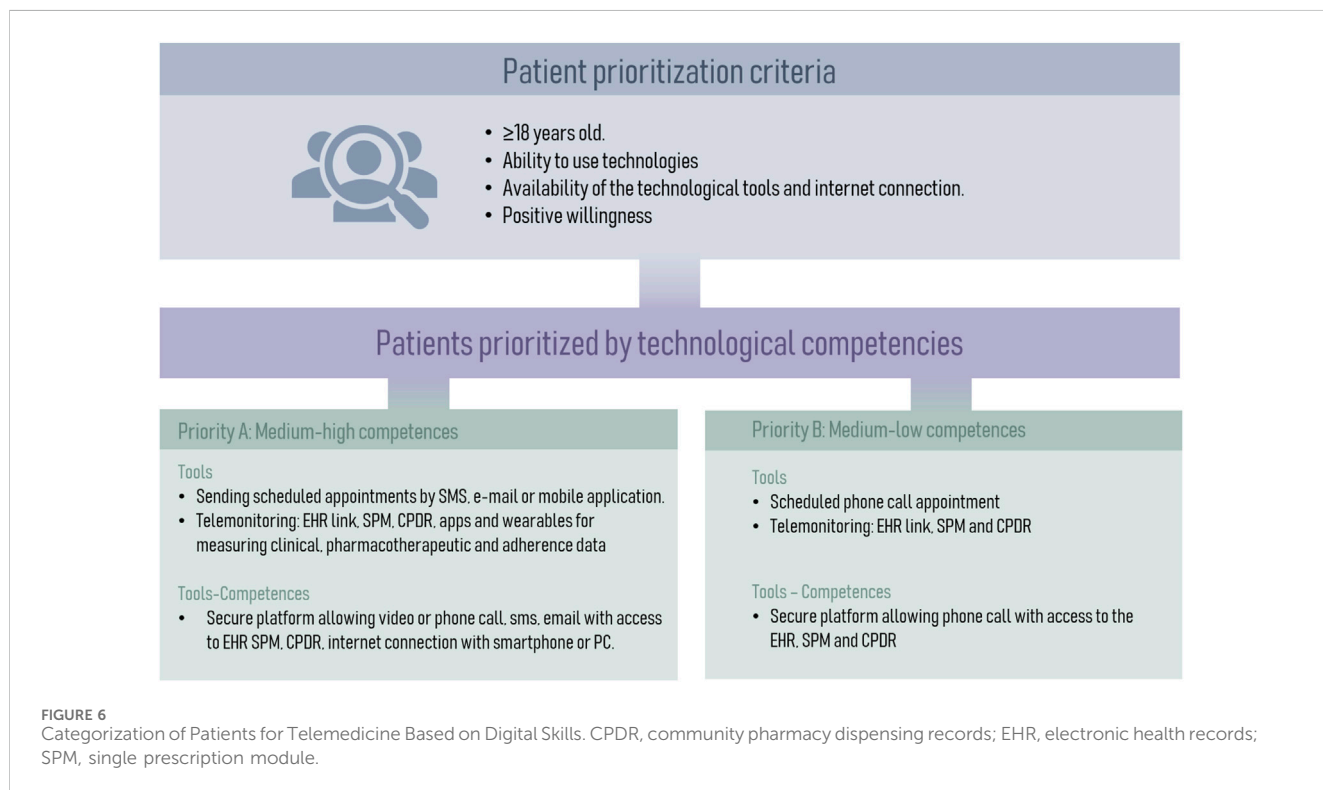 Patient prioritization criteria
• ≥18 years old.
• Ability to use technologies
• Availability of the technological tools and internet connection.
• Positive willingness
Patients prioritized by technological competencies
Priority A: Medium-high competences
Tools
• Sending scheduled appointments by SMS, e-mail or mobile application.
• Telemonitoring: EHR link, SPM, CPDR, apps and wearables for
measuring clinical, pharmacotherapeutic and adherence data
Tools-Competences
• Secure platform allowing video or phone call, sms, email with access
to EHR SPM, CPDR, internet connection with smartphone or PC.
Priority B: Medium-low competences
Tools
• Scheduled phone call appointment
• Telemonitoring: EHR link, SPM and CPDR
Tools – Competences
• Secure platform allowing phone call with access to the
EHR, SPM and CPDR
FIGURE 6
Categorization of Patients for Telemedicine Based on Digital Skills. CPDR, community pharmacy dispensing records; EHR, electronic health records;
SPM, single prescription module.